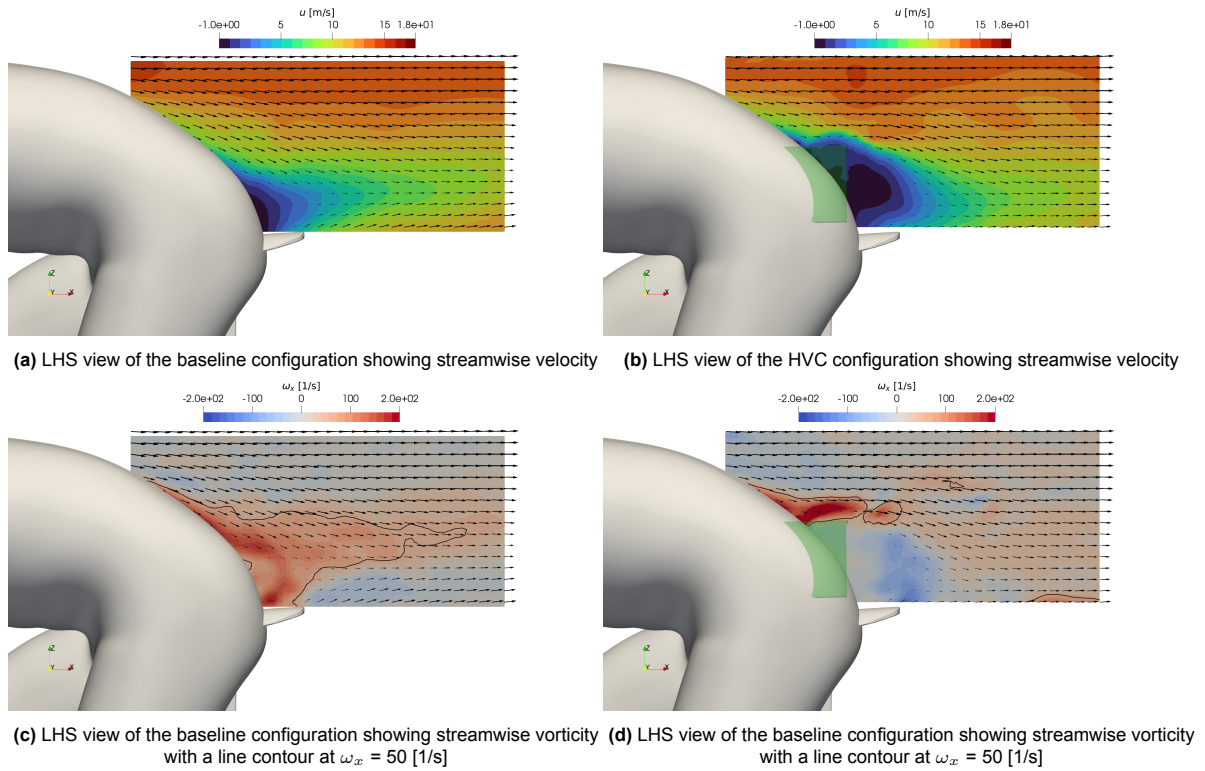 u [m/s]
-1.0e+00 5 10 15 1.8e+01
u [m/s]
-1.0e+00 5 10 15 1.8e+01
Z
Y X
Z
Y X
(a) LHS view of the baseline configuration showing streamwise velocity
(b) LHS view of the HVC configuration showing streamwise velocity
ωx [1/s]
-2.0e+02 -100 0 100 2.0e+02
ωx [1/s]
-2.0e+02 -100 0 100 2.0e+02
Z
Y X
Z
Y X
(c) LHS view of the baseline configuration showing streamwise vorticity
with a line contour at ωx = 50 [1/s]
(d) LHS view of the baseline configuration showing streamwise vorticity
with a line contour at ωx = 50 [1/s]